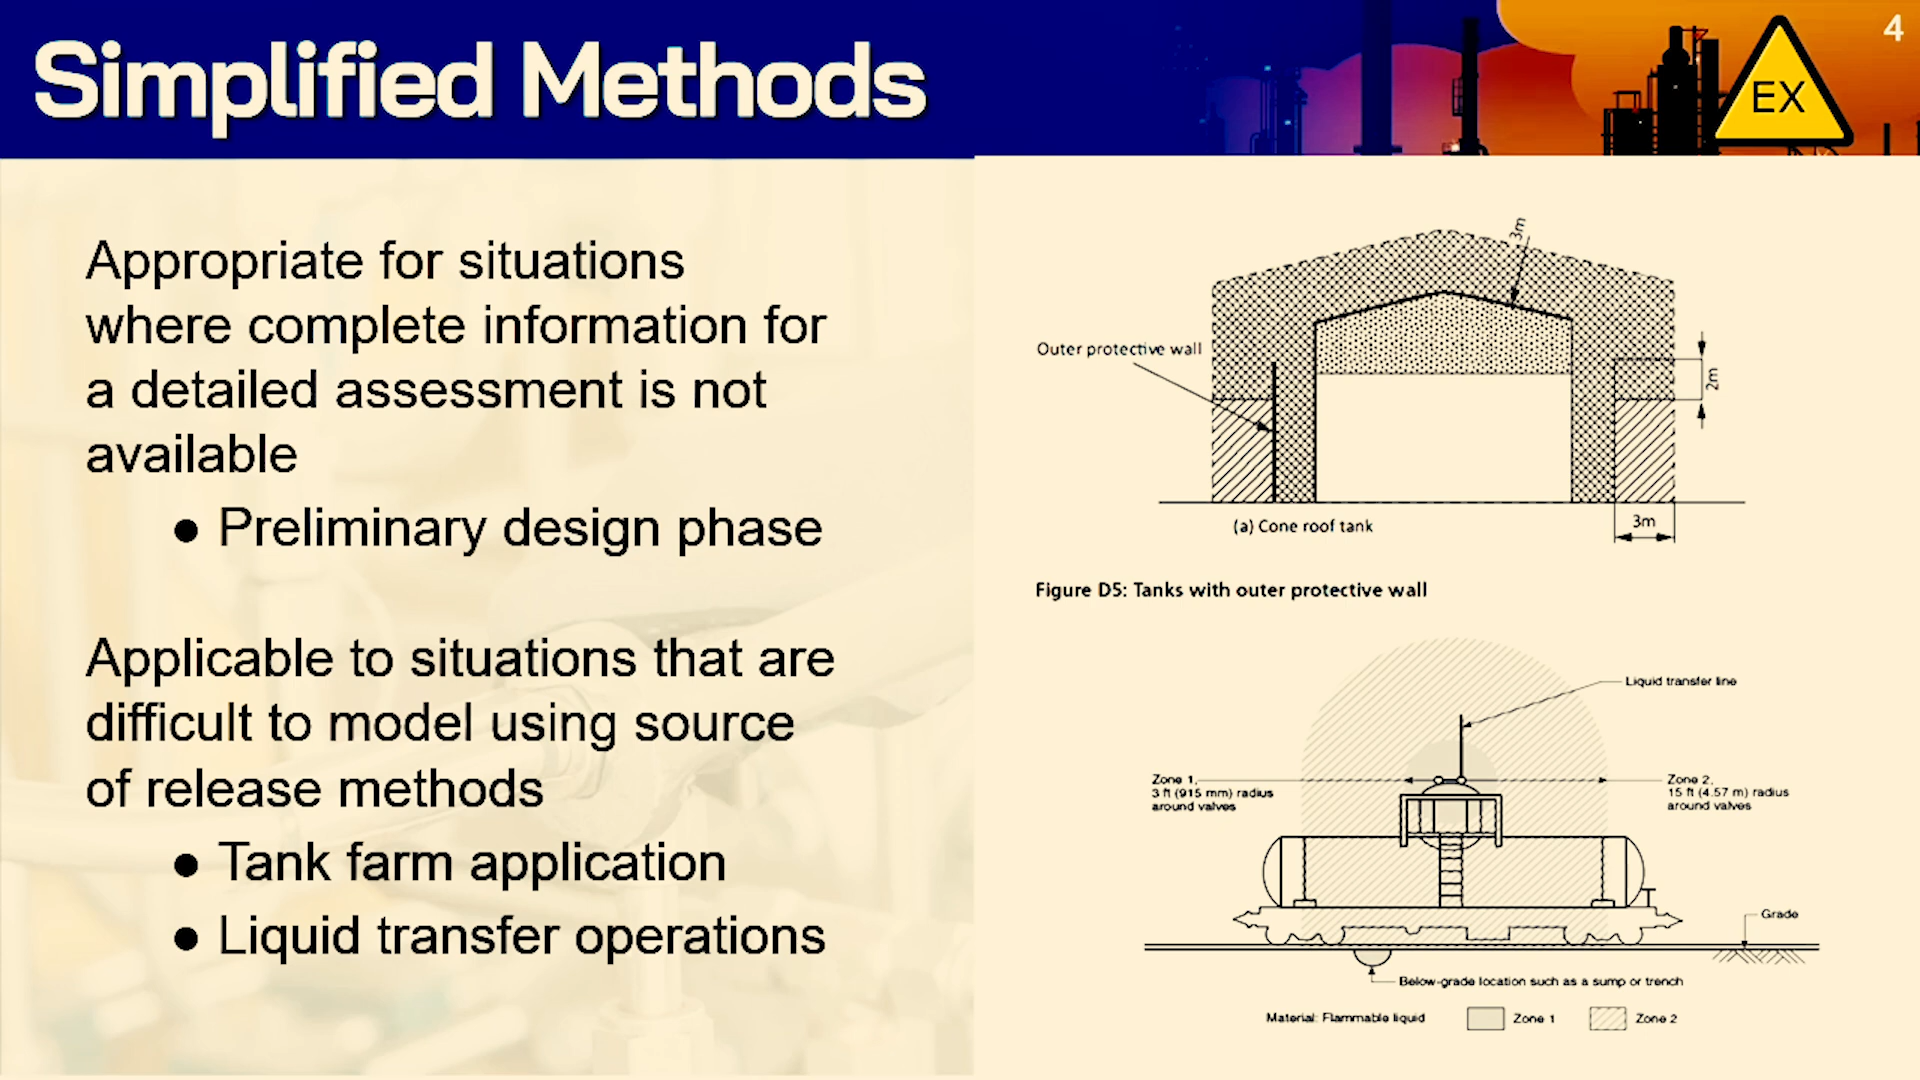 Simplified Methods
EX
4
Appropriate for situations
where complete information for
a detailed assessment is not
available
● Preliminary design phase
Applicable to situations that are
difficult to model using source
of release methods
● Tank farm application
● Liquid transfer operations
3m
Outer protective wall
2m
3m
(a) Cone roof tank
Figure D5: Tanks with outer protective wall
Liquid transfer line
Zone 1,
3 ft (915 mm) radius
around valves
Zone 2,
15 ft (4.57 m) radius
around valves
Grade
Below-grade location such as a sump or trench
Material: Flammable liquid
Zone 1
Zone 2